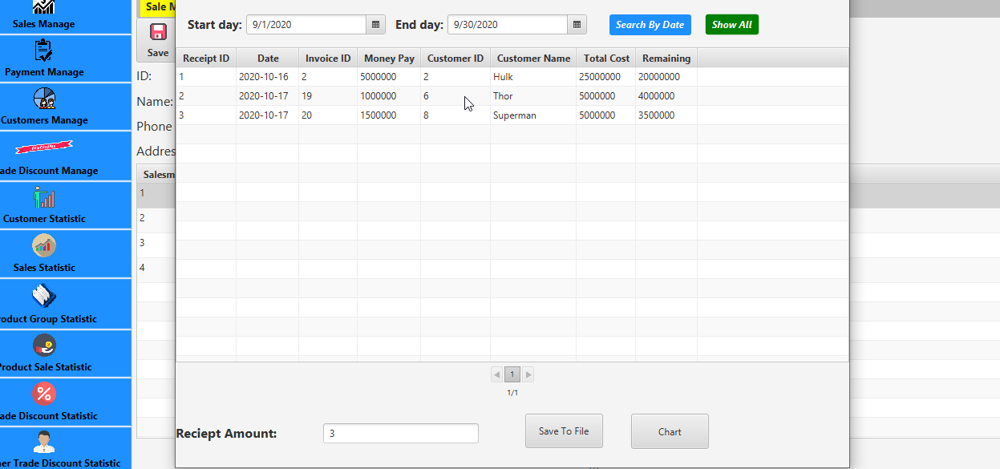 Sales Manage
Payment Manage
Customers Manage
DISCOUNT
ade Discount Manage
Customer Statistic
Sales Statistic
roduct Group Statistic
Product Sale Statistic
ade Discount Statistic
er Trade Discount Statistic
Sale M
Save
ID:
Name:
Phone
Addres
Salesm
1
2
3
4
Start day: 9/1/2020 End day: 9/30/2020 Search By Date Show All
Receipt ID Date Invoice ID Money Pay Customer ID Customer Name Total Cost Remaining
1 2020-10-16 2 5000000 2 Hulk 25000000 20000000
2 2020-10-17 19 1000000 6 Thor 5000000 4000000
3 2020-10-17 20 1500000 8 Superman 5000000 3500000
1
1/1
Reciept Amount: 3 Save To File Chart